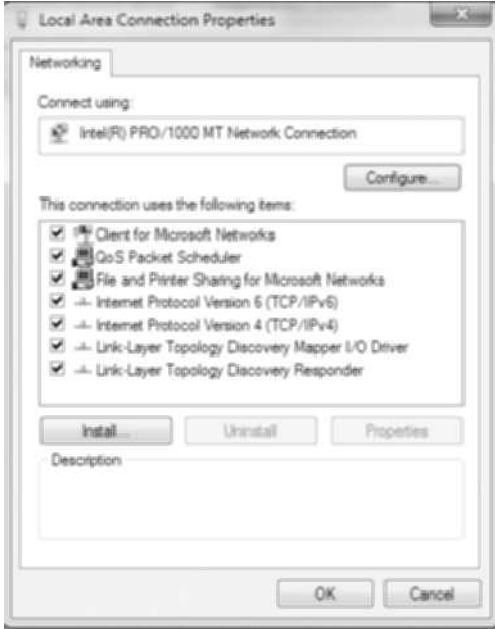 Local Area Connection Properties
Networking
Connect using:
Intel(R) PRO/1000 MT Network Connection
Configure...
This connection uses the following items:
Client for Microsoft Networks
QoS Packet Scheduler
File and Printer Sharing for Microsoft Networks
Internet Protocol Version 6 (TCP/IPv6)
Internet Protocol Version 4 (TCP/IPv4)
Link-Layer Topology Discovery Mapper I/O Driver
Link-Layer Topology Discovery Responder
Install... Uninstall Properties
Description
OK Cancel